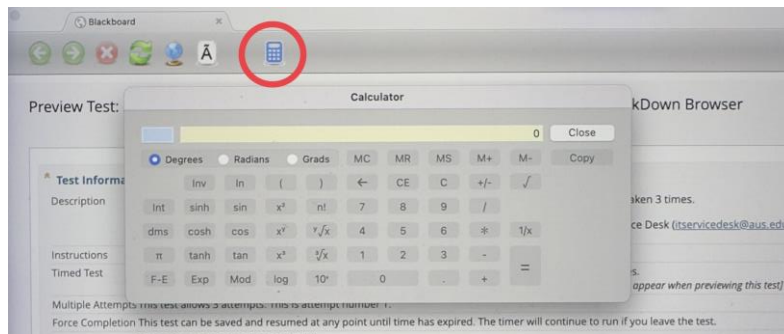 Blackboard
Ã
Calculator
Preview Test:
kDown Browser
0 Close
Degrees Radians Grads MC MR MS M+ M- Copy
Inv ln ( ) ← CE C +/- √
Int sinh sin x² n! 7 8 9 /
dms cosh cos xʸ ʸ√x 4 5 6 * 1/x
π tanh tan x³ ³√x 1 2 3 - =
F-E Exp Mod log 10ˣ 0 . +
Test Informa
Description
aken 3 times.
ce Desk (itservicedesk@aus.edu
Instructions
Timed Test
s.
appear when previewing this test]
Multiple Attempts This test allows 3 attempts. This is attempt number 1.
Force Completion This test can be saved and resumed at any point until time has expired. The timer will continue to run if you leave the test.